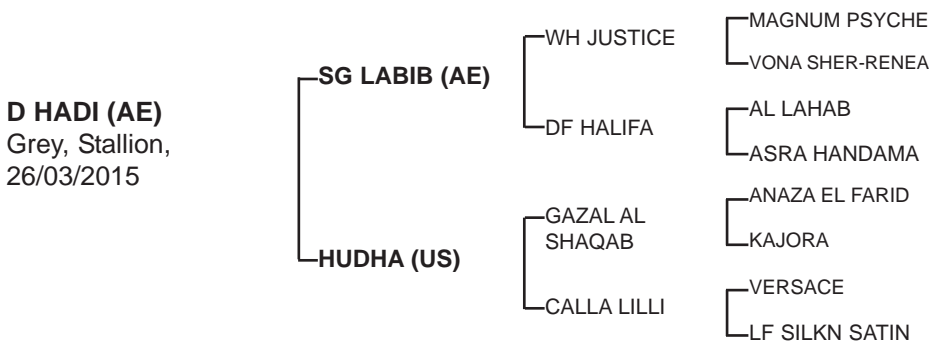 D HADI (AE)
Grey, Stallion,
26/03/2015
SG LABIB (AE)
HUDHA (US)
WH JUSTICE
DF HALIFA
GAZAL AL
SHAQAB
CALLA LILLI
MAGNUM PSYCHE
VONA SHER-RENEA
AL LAHAB
ASRA HANDAMA
ANAZA EL FARID
KAJORA
VERSACE
LF SILKN SATIN